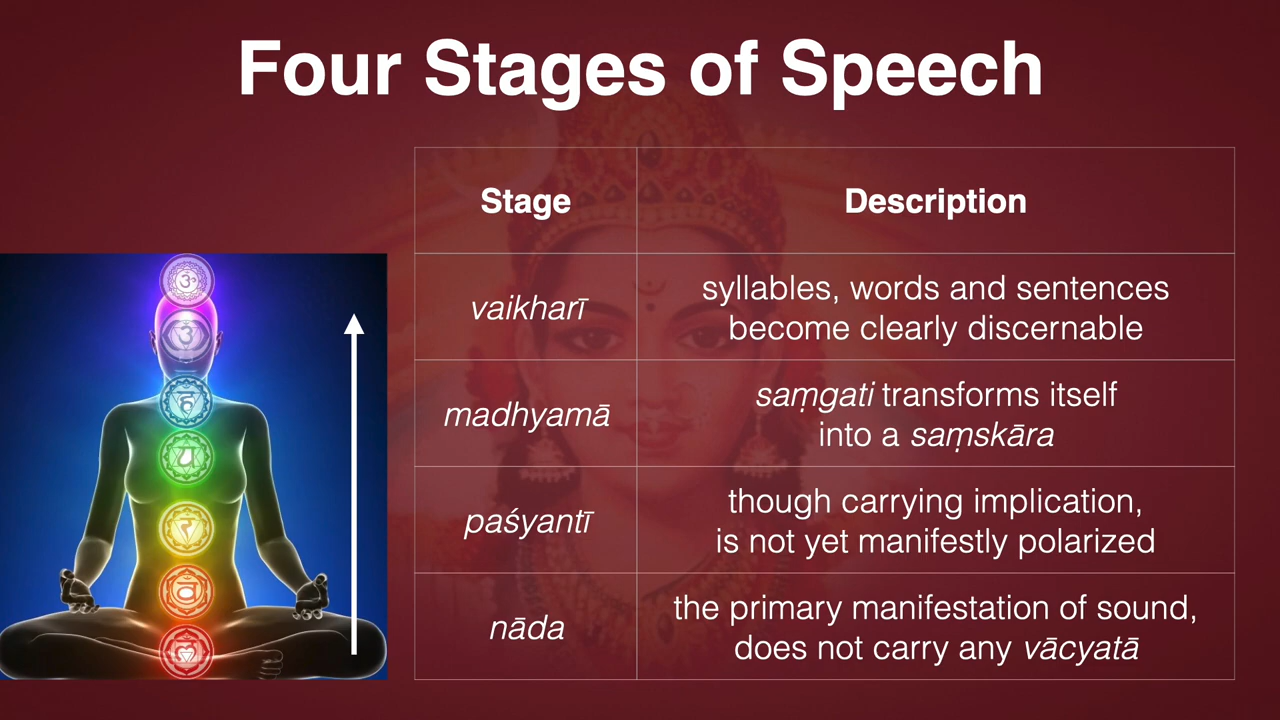 Four Stages of Speech
Stage
Description
vaikharī
syllables, words and sentences
become clearly discernable
madhyamā
saṃgati transforms itself
into a saṃskāra
paśyantī
though carrying implication,
is not yet manifestly polarized
nāda
the primary manifestation of sound,
does not carry any vācyatā